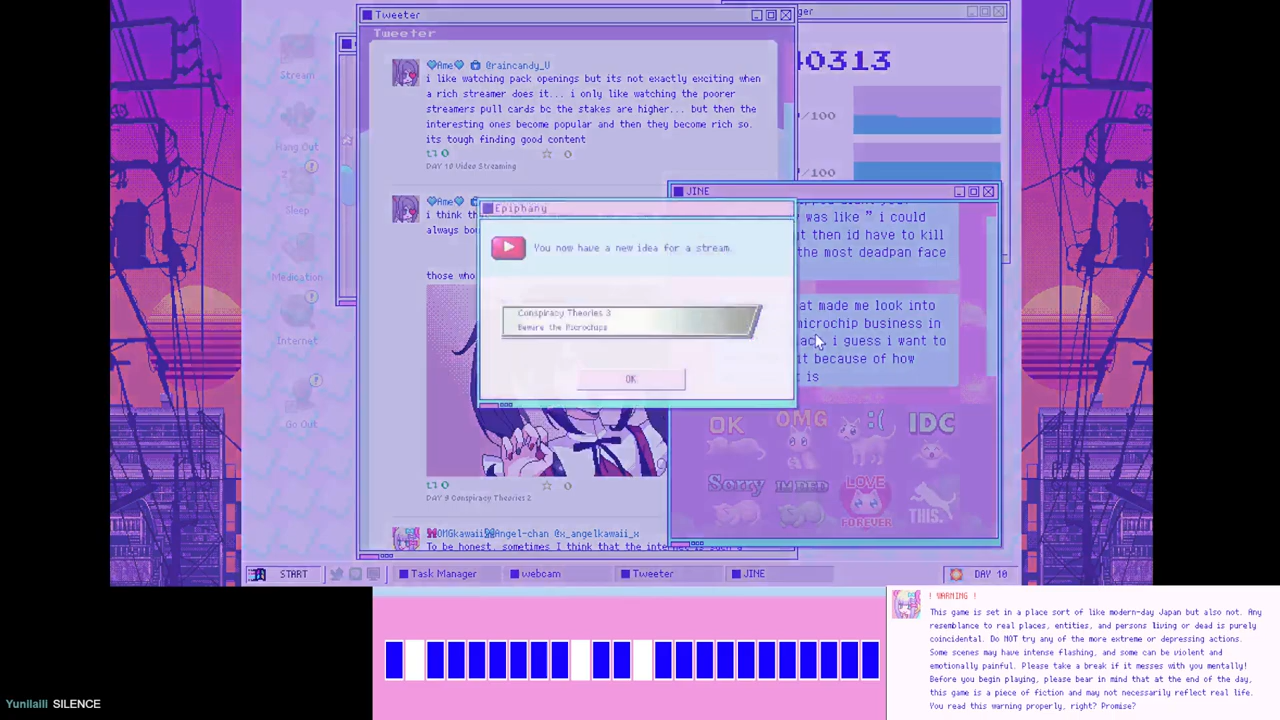 Tweeter
Tweeter
Ame @raincandy_U
i like watching pack openings but its not exactly exciting when
a rich streamer does it... i only like watching the poorer
streamers pull cards bc the stakes are higher... but then the
interesting ones become popular and then they become rich so.
its tough finding good content
0
0
DAY 10 Video Streaming
Ame
i think th
always bo
those who
0
0
DAY 9 Conspiracy Theories 2
OMGkawaii Angel-chan @x_angelkawaii_x
To be honest, sometimes I think that the internet is such a
ger
40313
/100
/100
Stream
Hang Out
Sleep
Medication
Internet
Go Out
JINE
was like " i could
t then id have to kill
the most deadpan face
at made me look into
microchip business in
i guess i want to
it because of how
is
OK
OMG
:(
IDC
Sorry
IM RED
LOVE
FOREVER
THIS.
Epiphany
You now have a new idea for a stream.
Conspiracy Theories 3
Beware the Microchips
OK
START
Task Manager
webcam
Tweeter
JINE
DAY 10
! WARNING !
This game is set in a place sort of like modern-day Japan but also not. Any
resemblance to real places, entities, and persons living or dead is purely
coincidental. Do NOT try any of the more extreme or depressing actions.
Some scenes may have intense flashing, and some can be violent and
emotionally painful. Please take a break if it messes with you mentally!
Before you begin playing, please bear in mind that at the end of the day,
this game is a piece of fiction and may not necessarily reflect real life.
You read this warning properly, right? Promise?
Yunilalil SILENCE